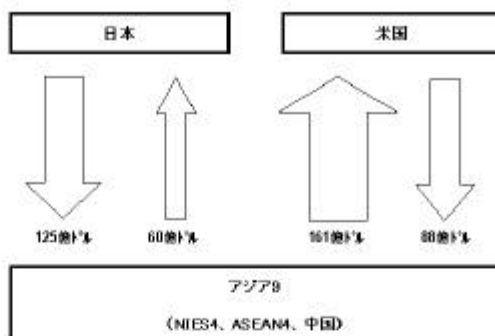 日本
米国
125億ドル
60億ドル
161億ドル
88億ドル
アジア9
(NIES4、ASEAN4、中国)